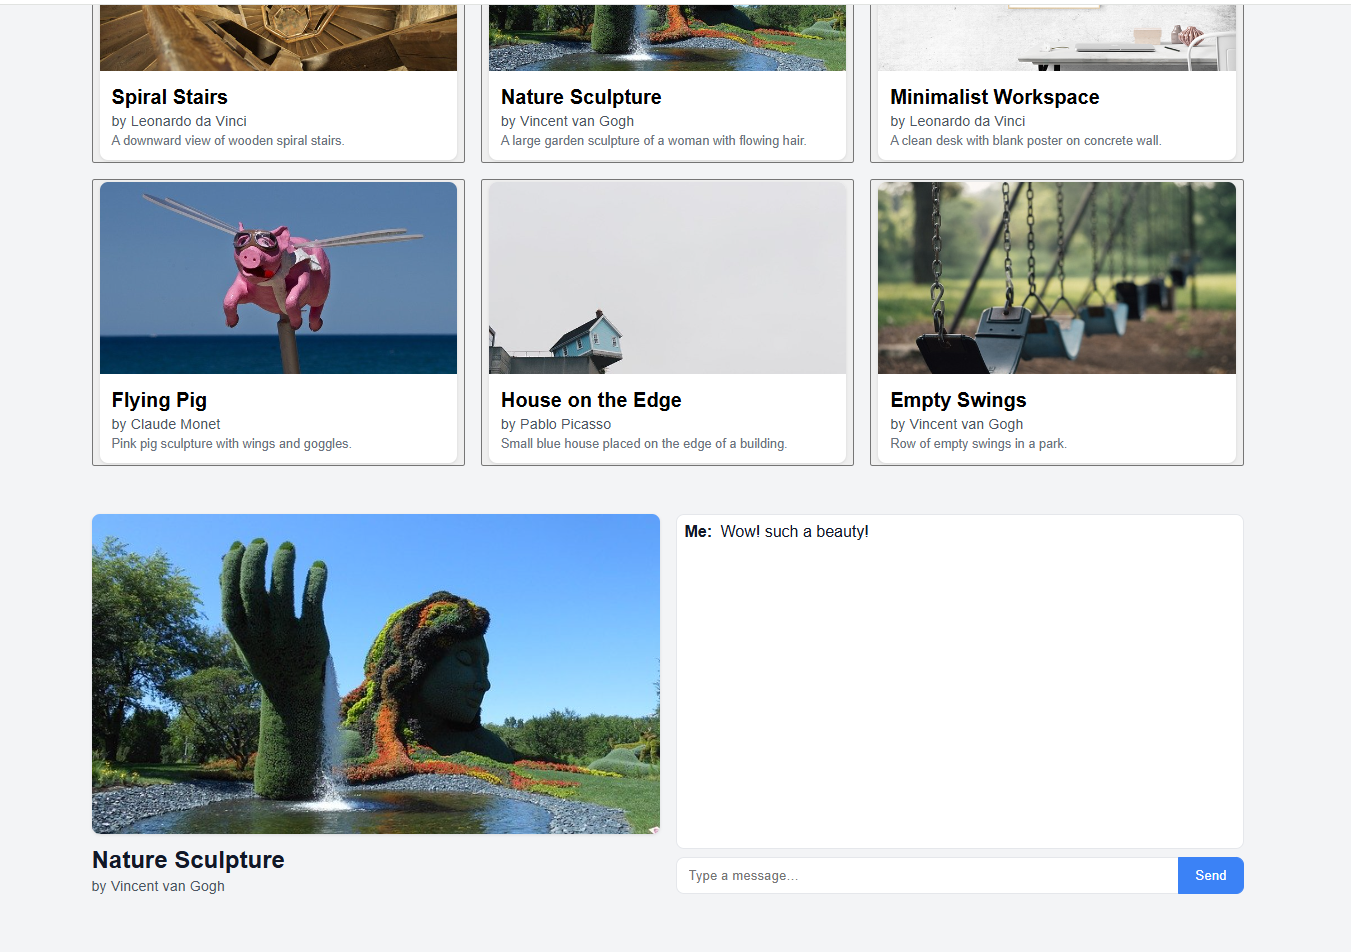 Spiral Stairs
by Leonardo da Vinci
A downward view of wooden spiral stairs.
Nature Sculpture
by Vincent van Gogh
A large garden sculpture of a woman with flowing hair.
Minimalist Workspace
by Leonardo da Vinci
A clean desk with blank poster on concrete wall.
Flying Pig
by Claude Monet
Pink pig sculpture with wings and goggles.
House on the Edge
by Pablo Picasso
Small blue house placed on the edge of a building.
Empty Swings
by Vincent van Gogh
Row of empty swings in a park.
Nature Sculpture
by Vincent van Gogh
Me: Wow! such a beauty!
Type a message...
Send